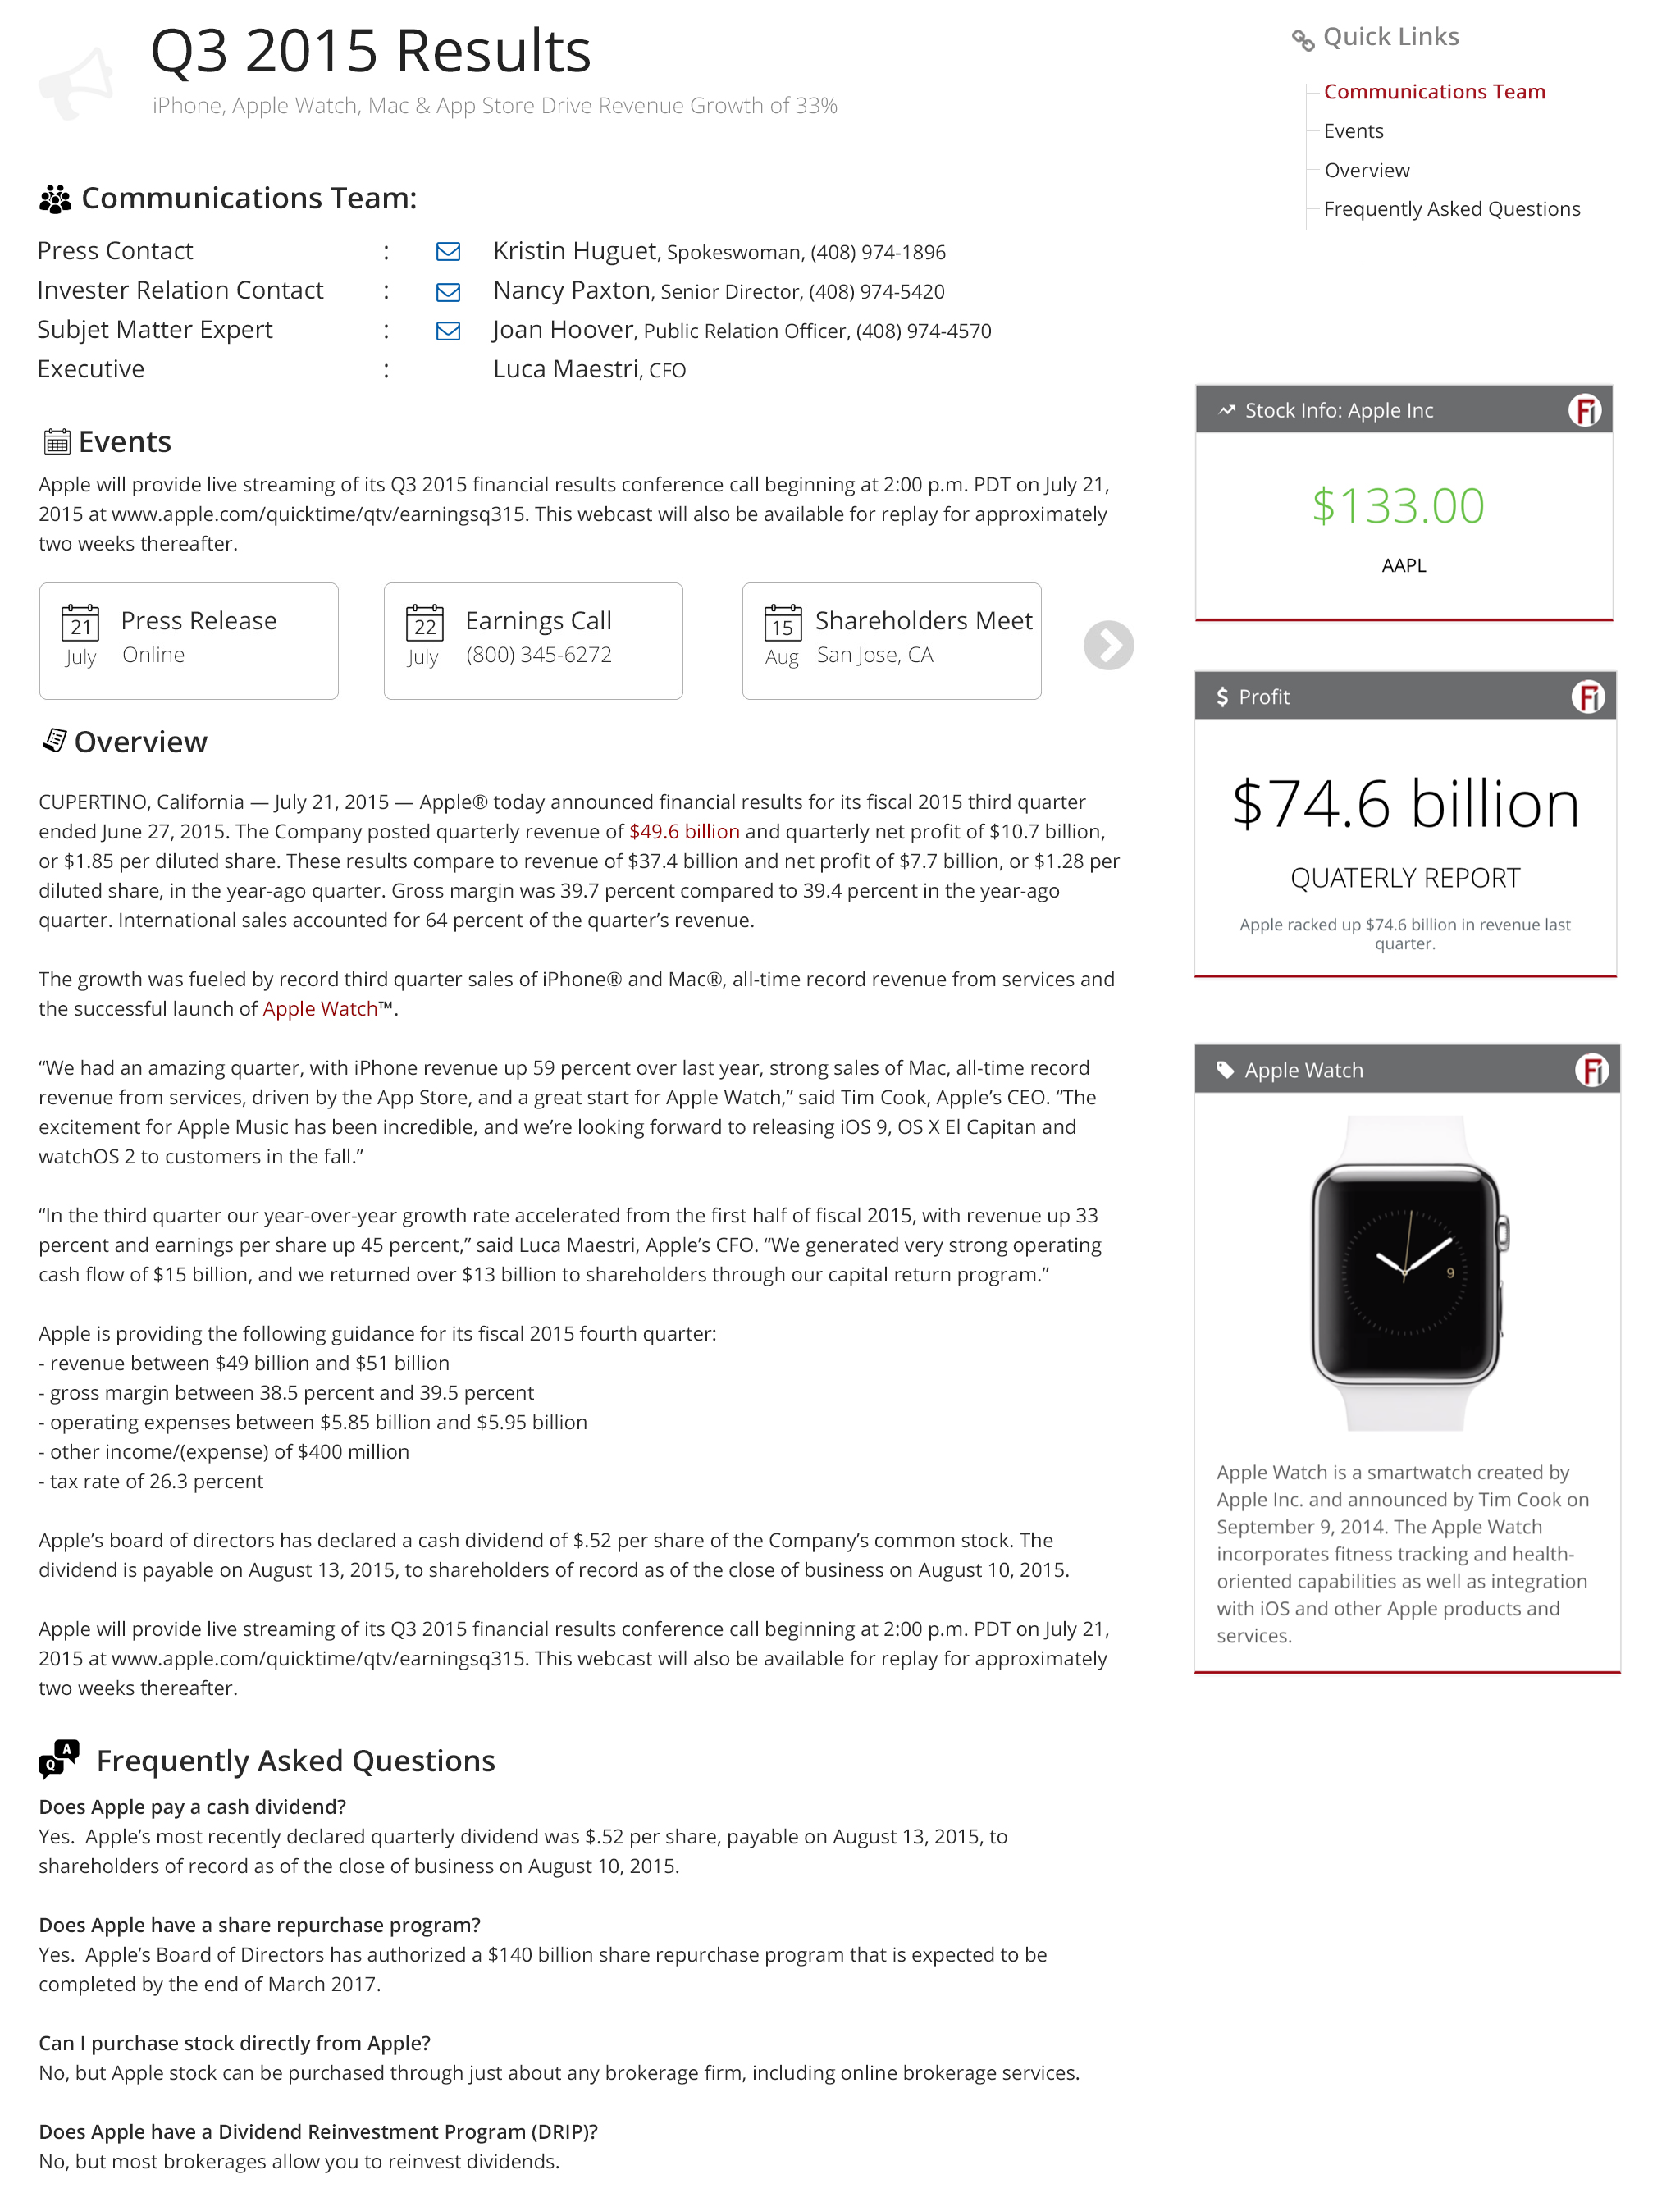 Q3 2015 Results
iPhone, Apple Watch, Mac & App Store Drive Revenue Growth of 33%
Quick Links
Communications Team
Events
Overview
Frequently Asked Questions
Communications Team:
Press Contact : Kristin Huguet, Spokeswoman, (408) 974-1896
Invester Relation Contact : Nancy Paxton, Senior Director, (408) 974-5420
Subjet Matter Expert : Joan Hoover, Public Relation Officer, (408) 974-4570
Executive : Luca Maestri, CFO
Events
Apple will provide live streaming of its Q3 2015 financial results conference call beginning at 2:00 p.m. PDT on July 21,
2015 at www.apple.com/quicktime/qtv/earningsq315. This webcast will also be available for replay for approximately
two weeks thereafter.
21 Press Release
July Online
22 Earnings Call
July (800) 345-6272
15 Shareholders Meet
Aug San Jose, CA
Overview
CUPERTINO, California — July 21, 2015 — Apple® today announced financial results for its fiscal 2015 third quarter
ended June 27, 2015. The Company posted quarterly revenue of $49.6 billion and quarterly net profit of $10.7 billion,
or $1.85 per diluted share. These results compare to revenue of $37.4 billion and net profit of $7.7 billion, or $1.28 per
diluted share, in the year-ago quarter. Gross margin was 39.7 percent compared to 39.4 percent in the year-ago
quarter. International sales accounted for 64 percent of the quarter’s revenue.
The growth was fueled by record third quarter sales of iPhone® and Mac®, all-time record revenue from services and
the successful launch of Apple Watch™.
“We had an amazing quarter, with iPhone revenue up 59 percent over last year, strong sales of Mac, all-time record
revenue from services, driven by the App Store, and a great start for Apple Watch,” said Tim Cook, Apple’s CEO. “The
excitement for Apple Music has been incredible, and we’re looking forward to releasing iOS 9, OS X El Capitan and
watchOS 2 to customers in the fall.”
“In the third quarter our year-over-year growth rate accelerated from the first half of fiscal 2015, with revenue up 33
percent and earnings per share up 45 percent,” said Luca Maestri, Apple’s CFO. “We generated very strong operating
cash flow of $15 billion, and we returned over $13 billion to shareholders through our capital return program.”
Apple is providing the following guidance for its fiscal 2015 fourth quarter:
- revenue between $49 billion and $51 billion
- gross margin between 38.5 percent and 39.5 percent
- operating expenses between $5.85 billion and $5.95 billion
- other income/(expense) of $400 million
- tax rate of 26.3 percent
Apple’s board of directors has declared a cash dividend of $.52 per share of the Company’s common stock. The
dividend is payable on August 13, 2015, to shareholders of record as of the close of business on August 10, 2015.
Apple will provide live streaming of its Q3 2015 financial results conference call beginning at 2:00 p.m. PDT on July 21,
2015 at www.apple.com/quicktime/qtv/earningsq315. This webcast will also be available for replay for approximately
two weeks thereafter.
Q A Frequently Asked Questions
Does Apple pay a cash dividend?
Yes. Apple’s most recently declared quarterly dividend was $.52 per share, payable on August 13, 2015, to
shareholders of record as of the close of business on August 10, 2015.
Does Apple have a share repurchase program?
Yes. Apple’s Board of Directors has authorized a $140 billion share repurchase program that is expected to be
completed by the end of March 2017.
Can I purchase stock directly from Apple?
No, but Apple stock can be purchased through just about any brokerage firm, including online brokerage services.
Does Apple have a Dividend Reinvestment Program (DRIP)?
No, but most brokerages allow you to reinvest dividends.
Stock Info: Apple Inc F1
$133.00
AAPL
$ Profit F1
$74.6 billion
QUATERLY REPORT
Apple racked up $74.6 billion in revenue last
quarter.
Apple Watch F1
9
Apple Watch is a smartwatch created by
Apple Inc. and announced by Tim Cook on
September 9, 2014. The Apple Watch
incorporates fitness tracking and health-
oriented capabilities as well as integration
with iOS and other Apple products and
services.